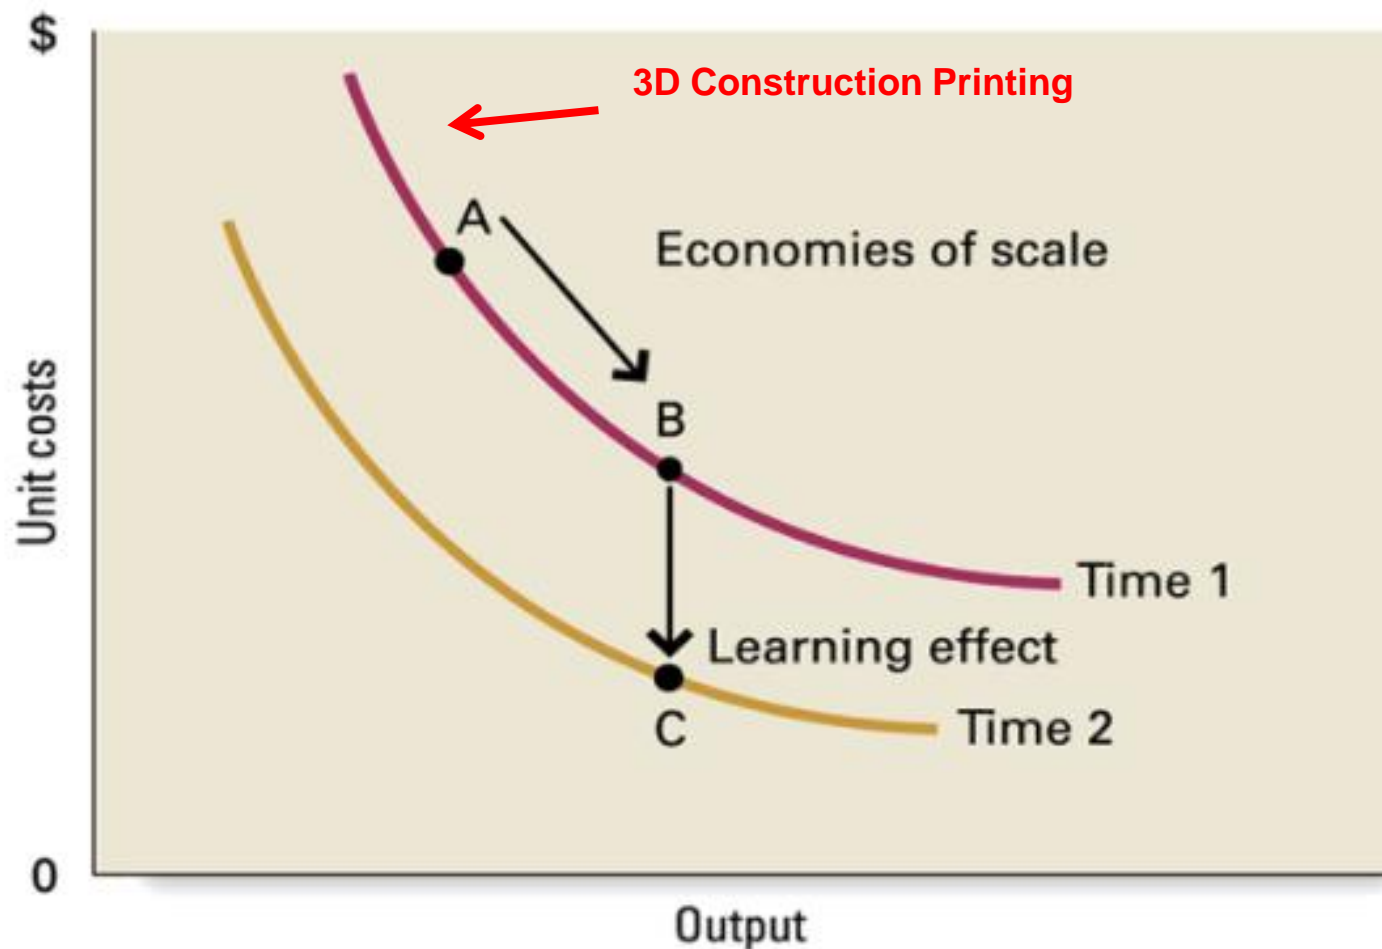 $
3D Construction Printing
A
Economies of scale
B
Unit costs
Time 1
Learning effect
C
Time 2
0
Output